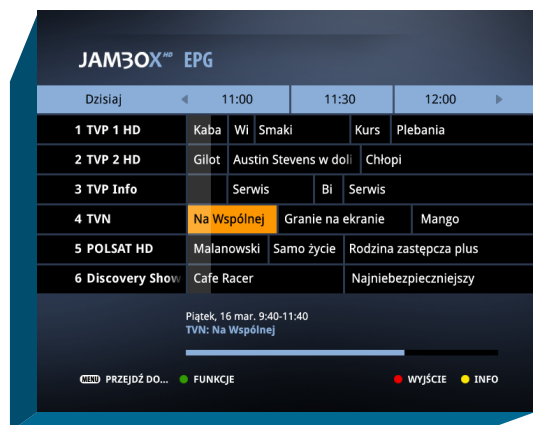 JAMBOX HD EPG
Dzisiaj 11:00 11:30 12:00
1 TVP 1 HD Kaba Wi Smaki Kurs Plebania
2 TVP 2 HD Gilot Austin Stevens w doli Chłopi
3 TVP Info Serwis Bi Serwis
4 TVN Na Wspólnej Granie na ekranie Mango
5 POLSAT HD Malanowski Samo życie Rodzina zastępcza plus
6 Discovery Show Cafe Racer Najniebezpieczniejszy
Piątek, 16 mar. 9:40-11:40
TVN: Na Wspólnej
MENU PRZEJDŹ DO... FUNKCJE WYJŚCIE INFO